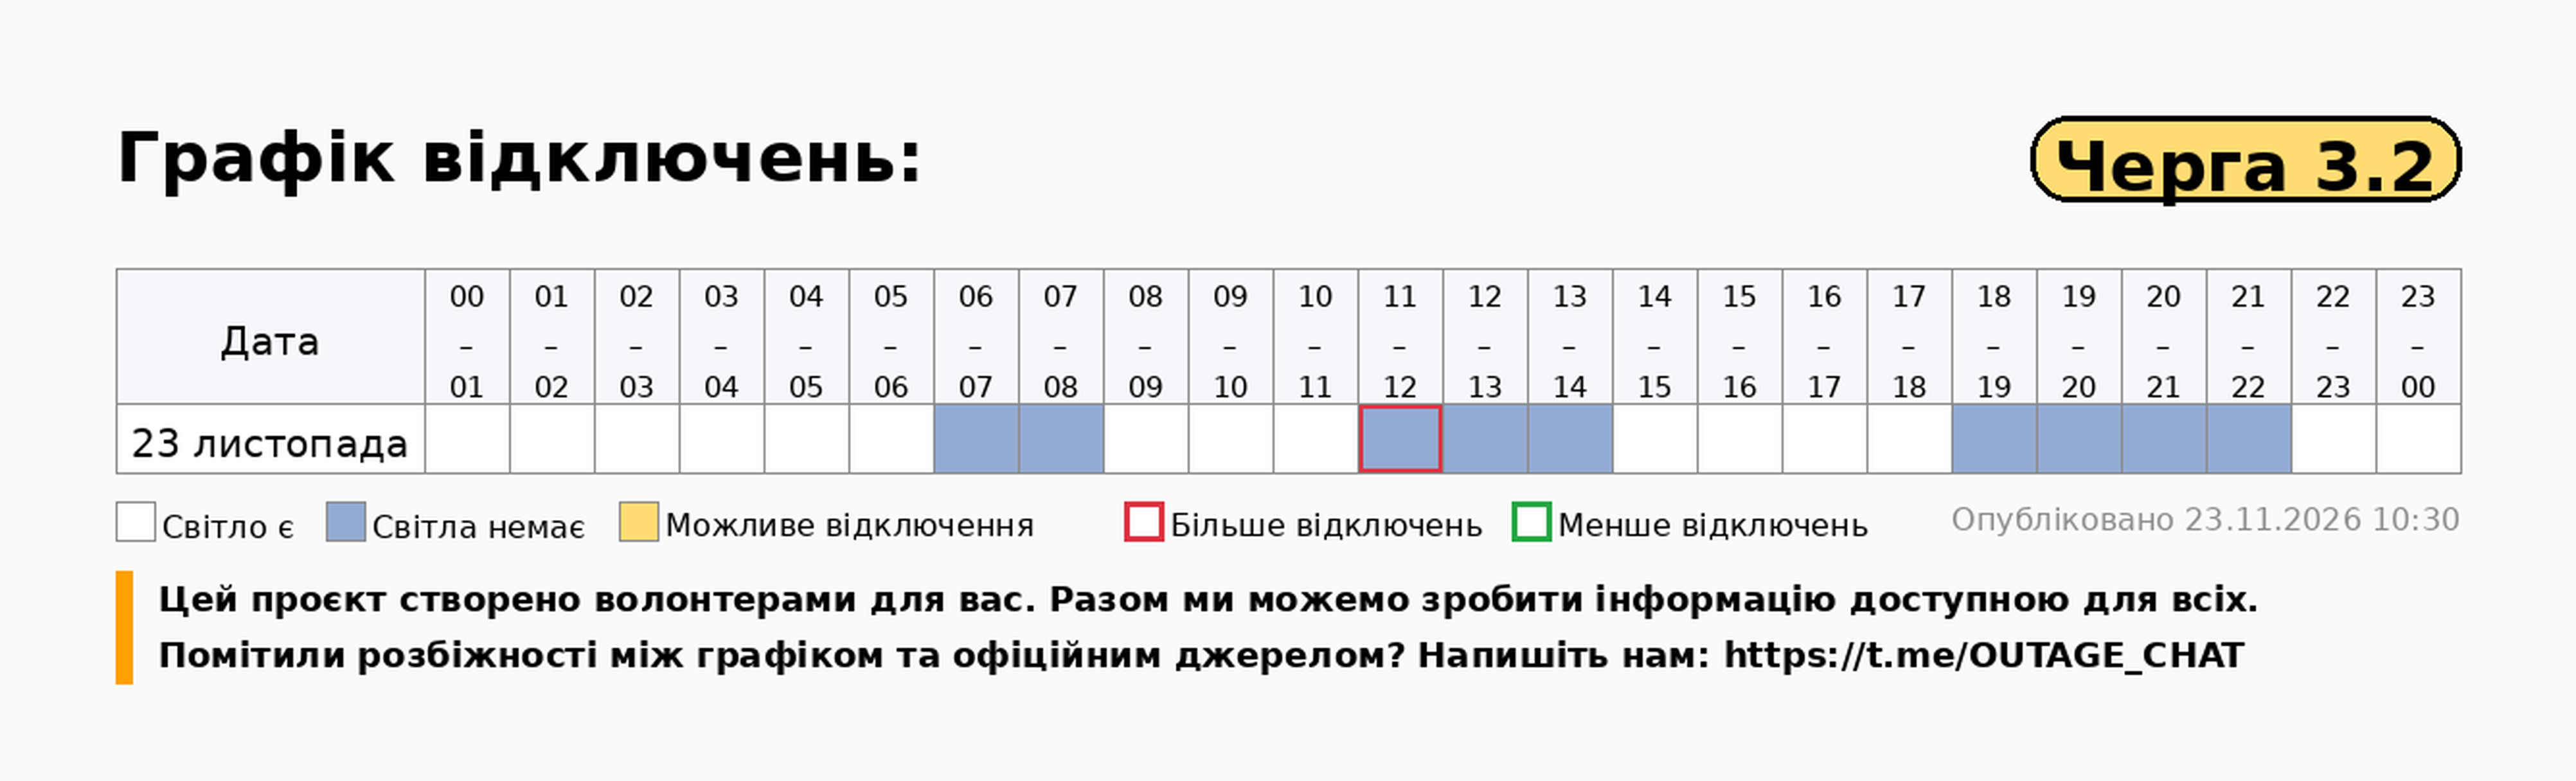 Графік відключень:
Черга 3.2
Дата 00 – 01 01 – 02 02 – 03 03 – 04 04 – 05 05 – 06 06 – 07 07 – 08 08 – 09 09 – 10 10 – 11 11 – 12 12 – 13 13 – 14 14 – 15 15 – 16 16 – 17 17 – 18 18 – 19 19 – 20 20 – 21 21 – 22 22 – 23 23 – 00
23 листопада
Світло є Світла немає Можливе відключення Більше відключень Менше відключень Опубліковано 23.11.2026 10:30
Цей проєкт створено волонтерами для вас. Разом ми можемо зробити інформацію доступною для всіх.
Помітили розбіжності між графіком та офіційним джерелом? Напишіть нам: https://t.me/OUTAGE_CHAT